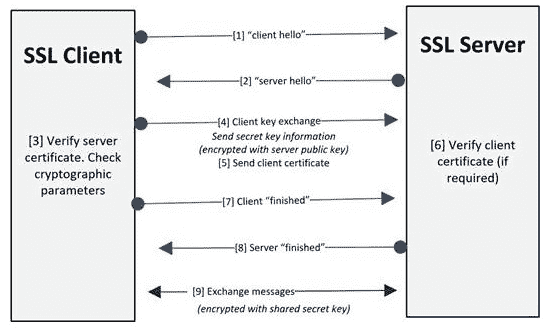 SSL Client
SSL Server
[1] “client hello”
[2] “server hello”
[3] Verify server
certificate. Check
cryptographic
parameters
[4] Client key exchange
Send secret key information
(encrypted with server public key)
[5] Send client certificate
[6] Verify client
certificate (if
required)
[7] Client “finished”
[8] Server “finished”
[9] Exchange messages
(encrypted with shared secret key)